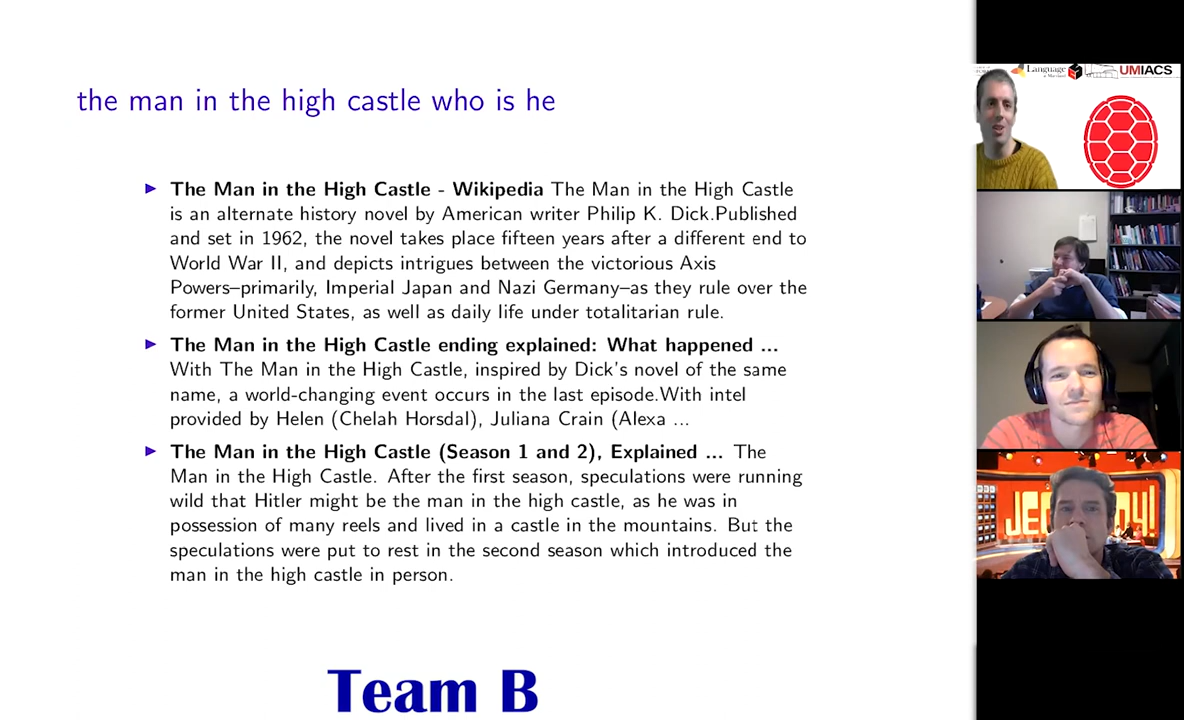 the man in the high castle who is he
The Man in the High Castle - Wikipedia The Man in the High Castle
is an alternate history novel by American writer Philip K. Dick.Published
and set in 1962, the novel takes place fifteen years after a different end to
World War II, and depicts intrigues between the victorious Axis
Powers–primarily, Imperial Japan and Nazi Germany–as they rule over the
former United States, as well as daily life under totalitarian rule.
The Man in the High Castle ending explained: What happened ...
With The Man in the High Castle, inspired by Dick's novel of the same
name, a world-changing event occurs in the last episode.With intel
provided by Helen (Chelah Horsdal), Juliana Crain (Alexa ...
The Man in the High Castle (Season 1 and 2), Explained ... The
Man in the High Castle. After the first season, speculations were running
wild that Hitler might be the man in the high castle, as he was in
possession of many reels and lived in a castle in the mountains. But the
speculations were put to rest in the second season which introduced the
man in the high castle in person.
Team B
Language
UMIACS